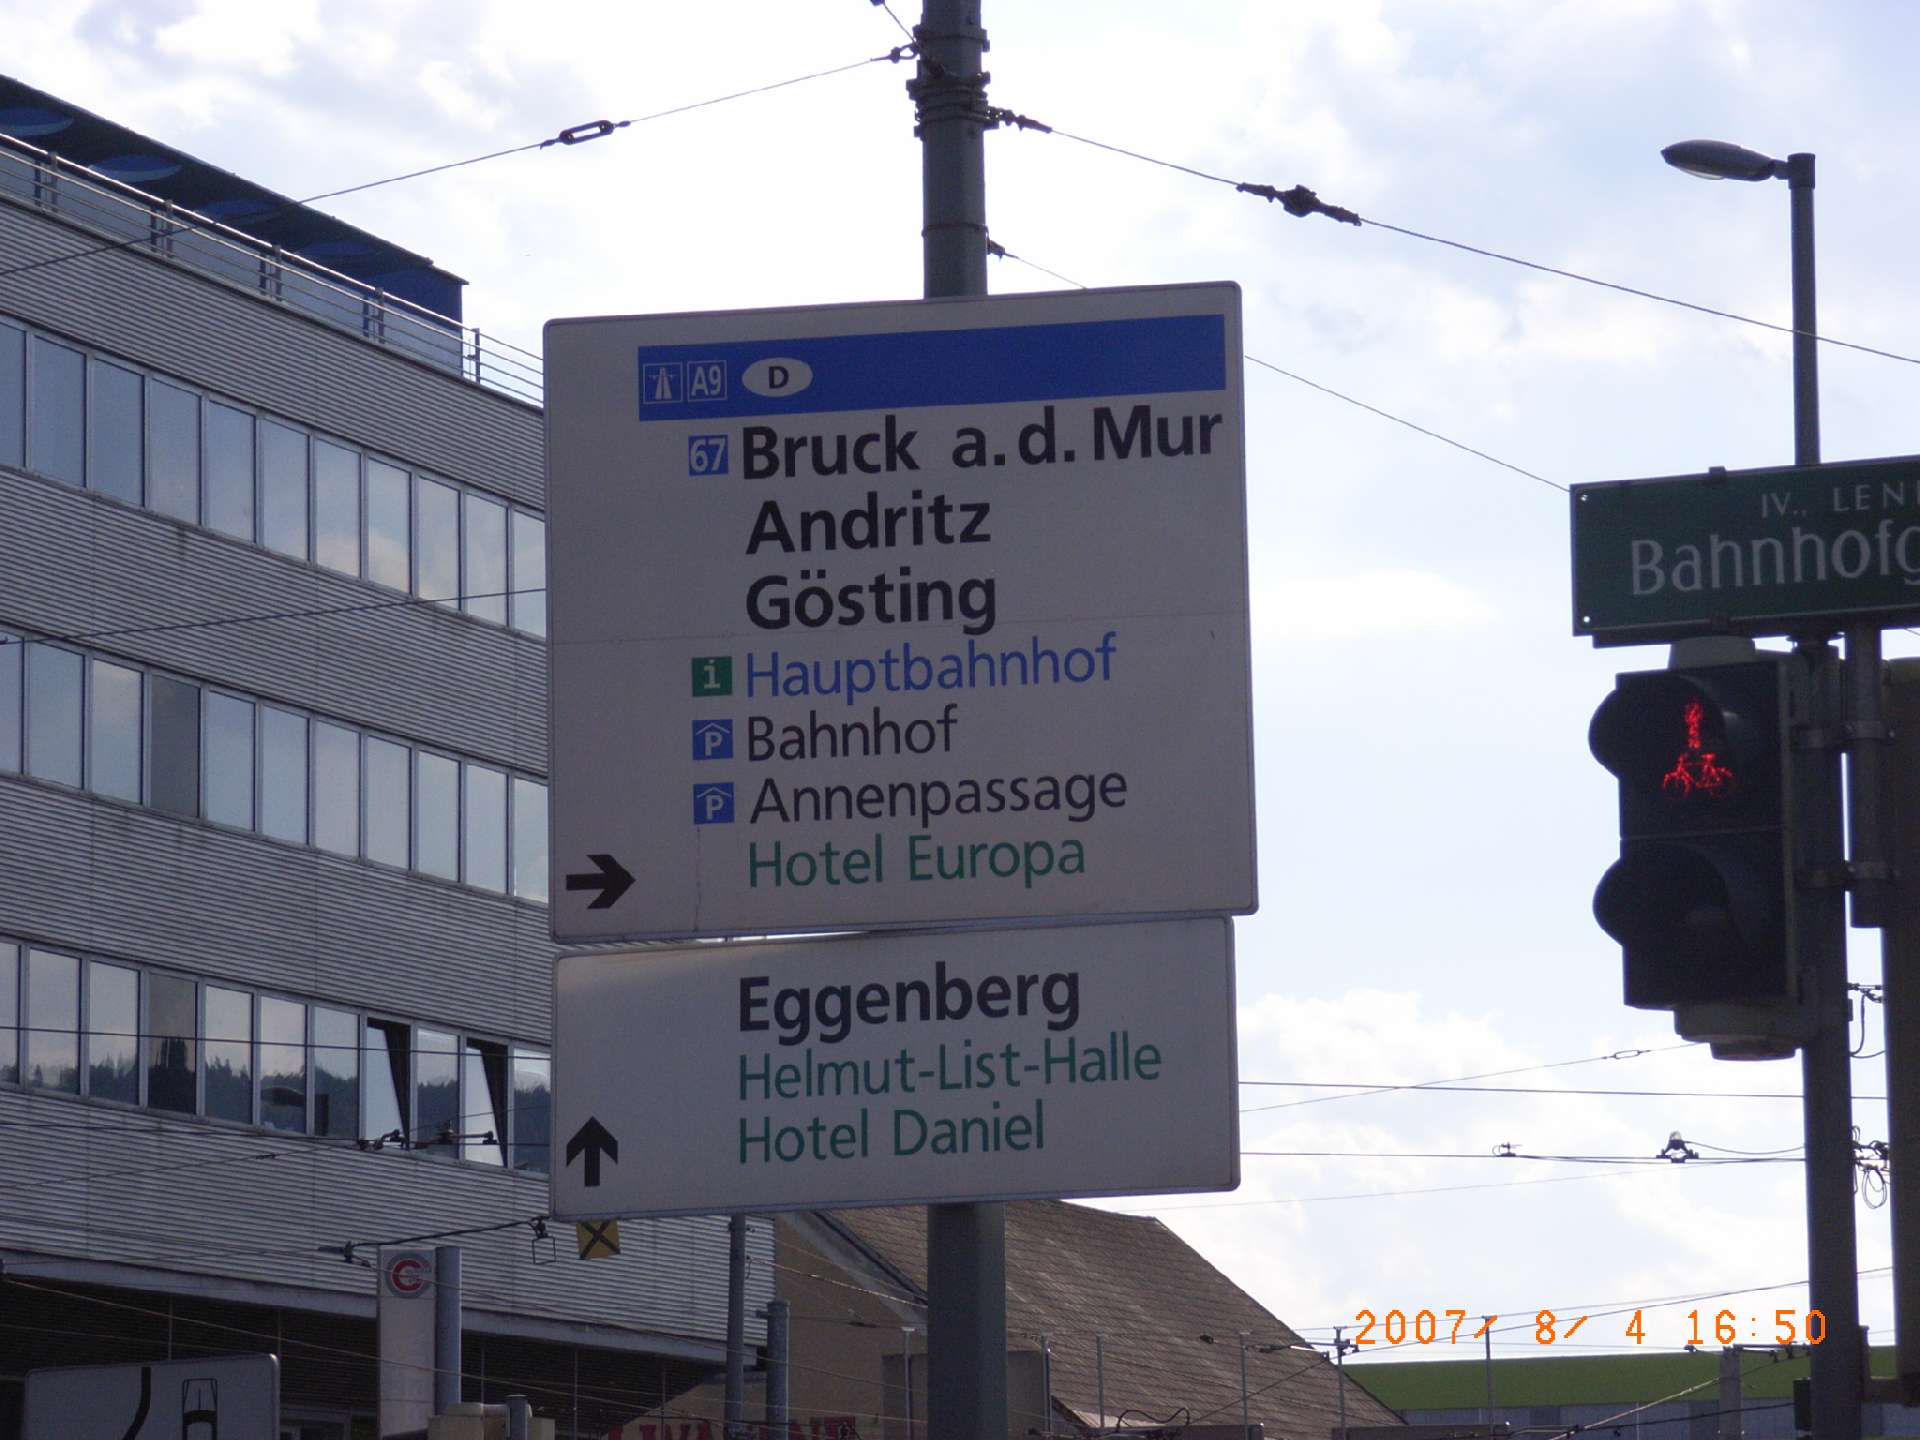 A9 D
67 Bruck a.d. Mur
Andritz
Gösting
i Hauptbahnhof
P Bahnhof
P Annenpassage
Hotel Europa
Eggenberg
Helmut-List-Halle
Hotel Daniel
IV.,
2007/ 8/ 4 16:50